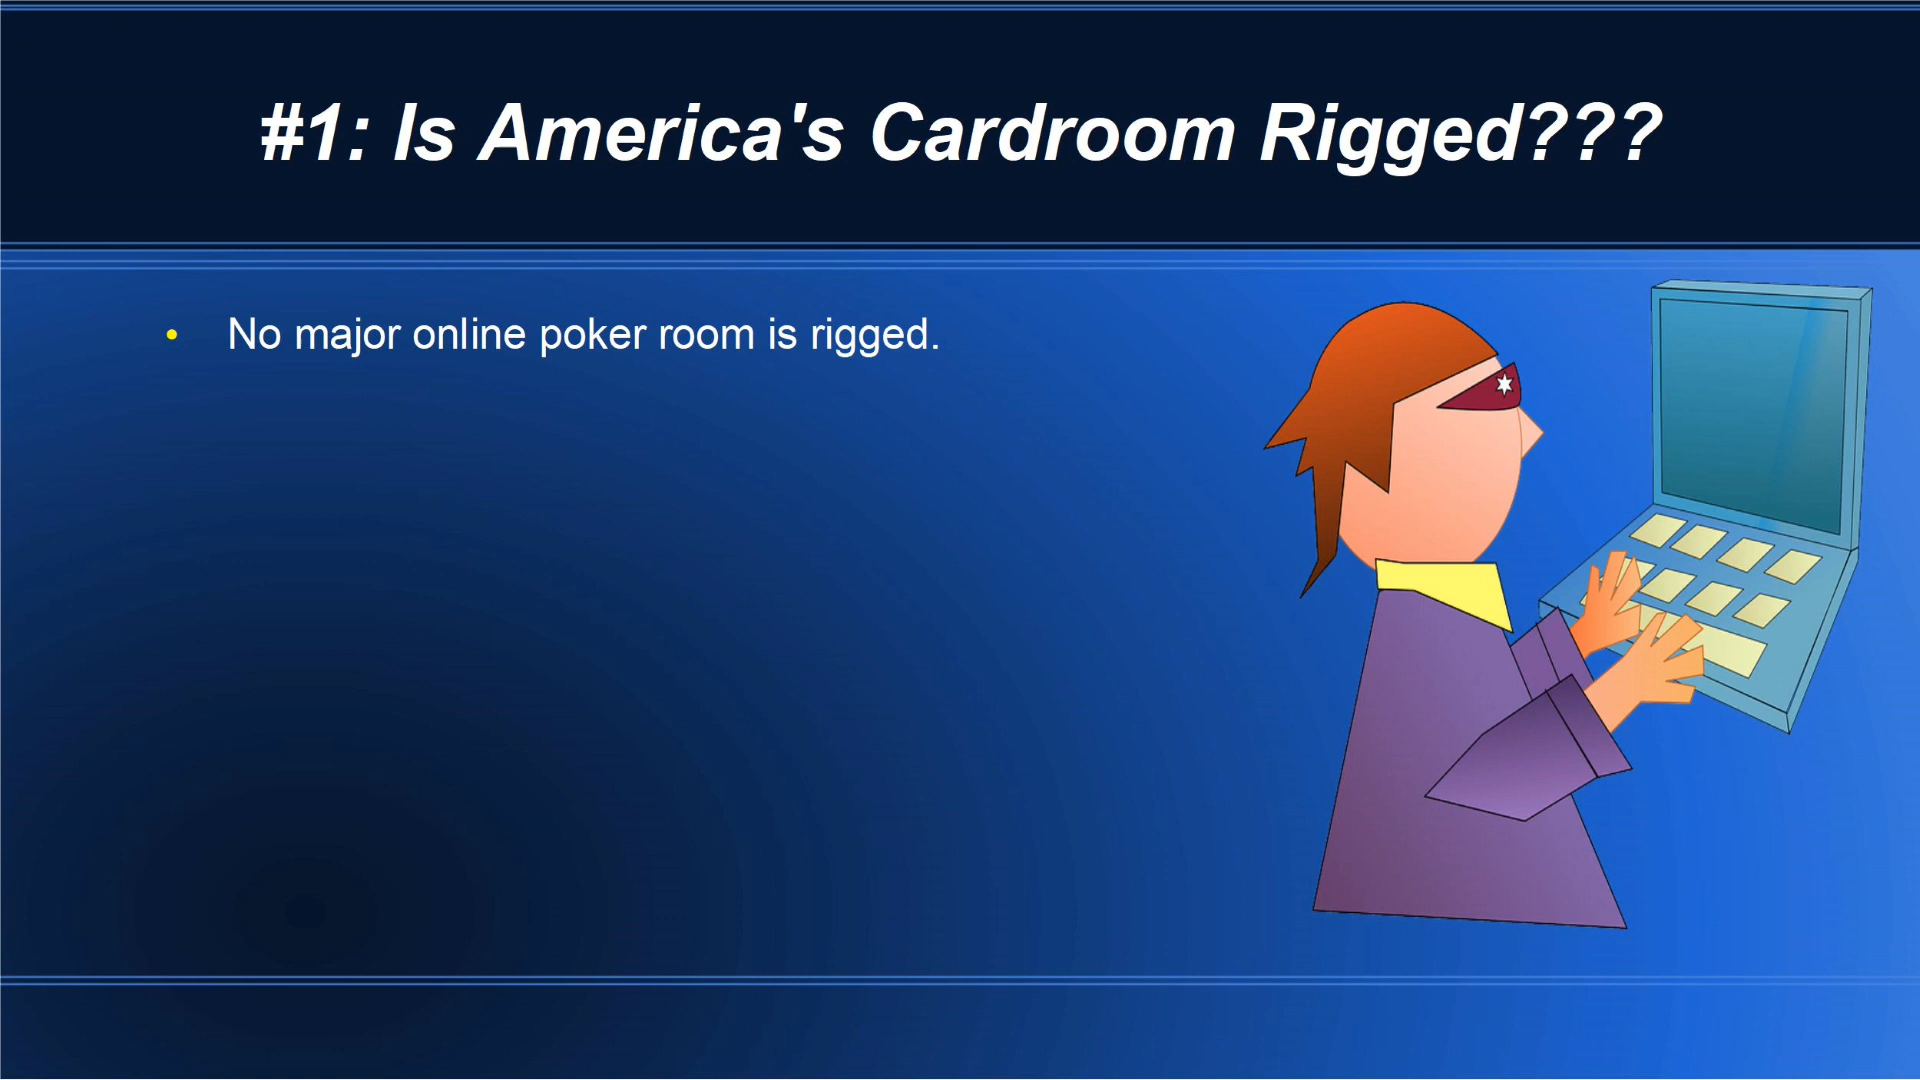 #1: Is America's Cardroom Rigged???
• No major online poker room is rigged.